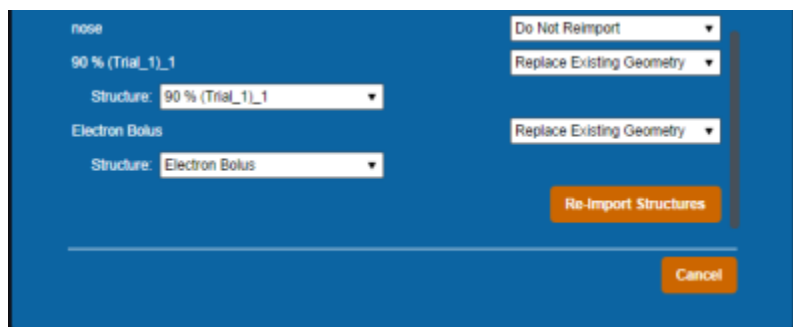 nose Do Not Reimport
90 % (Trial_1)_1 Replace Existing Geometry
Structure: 90 % (Trial_1)_1
Electron Bolus Replace Existing Geometry
Structure: Electron Bolus
Re-Import Structures
Cancel